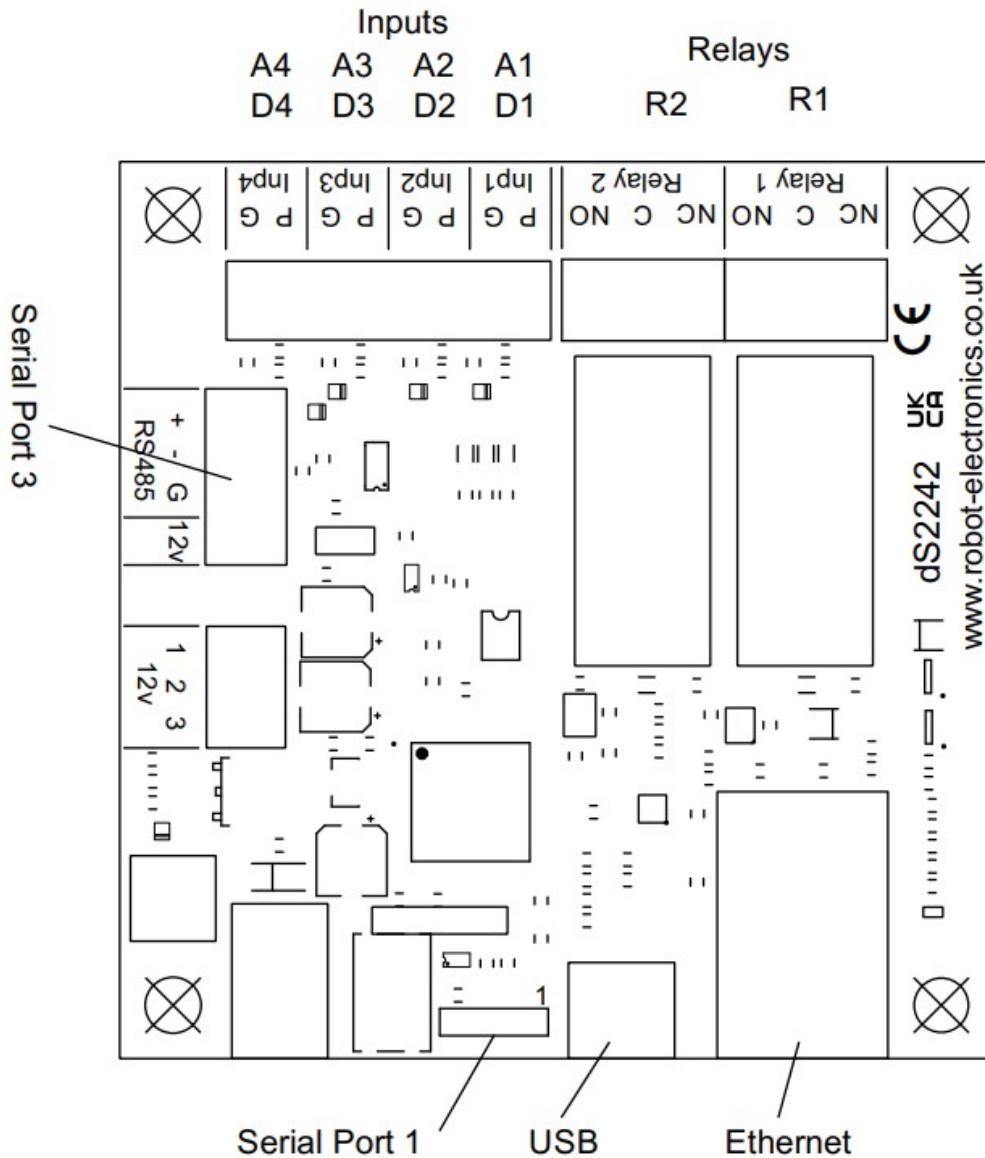 Inputs
A4 A3 A2 A1
D4 D3 D2 D1
Relays
R2 R1
Inp4 Inp3 Inp2 Inp1
G P G P G P G P
Relay 2 Relay 1
NO C NC NO C NC
Serial Port 3
+ - G
RS485
12v
1 2 3
12v
CE
UK
CA
dS2242
www.robot-electronics.co.uk
1
Serial Port 1
USB
Ethernet